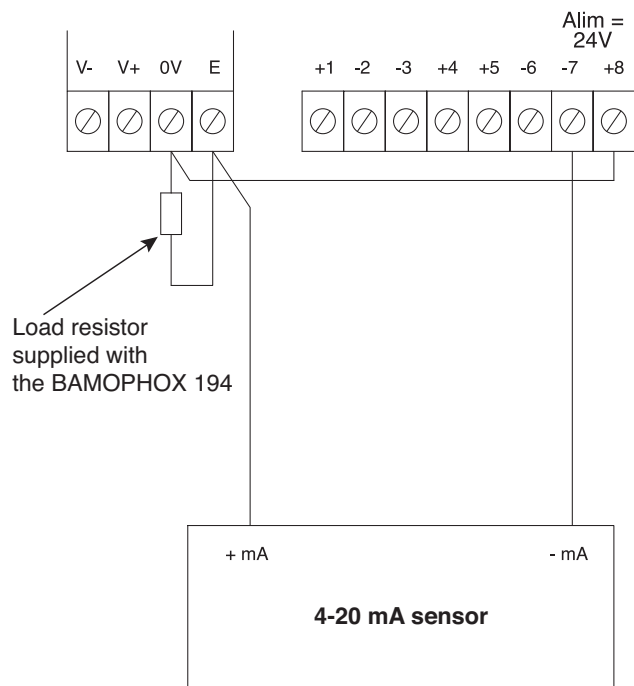 Alim =
24V
V- V+ 0V E +1 -2 -3 +4 +5 -6 -7 +8
Load resistor
supplied with
the BAMOPHOX 194
+ mA - mA
4-20 mA sensor